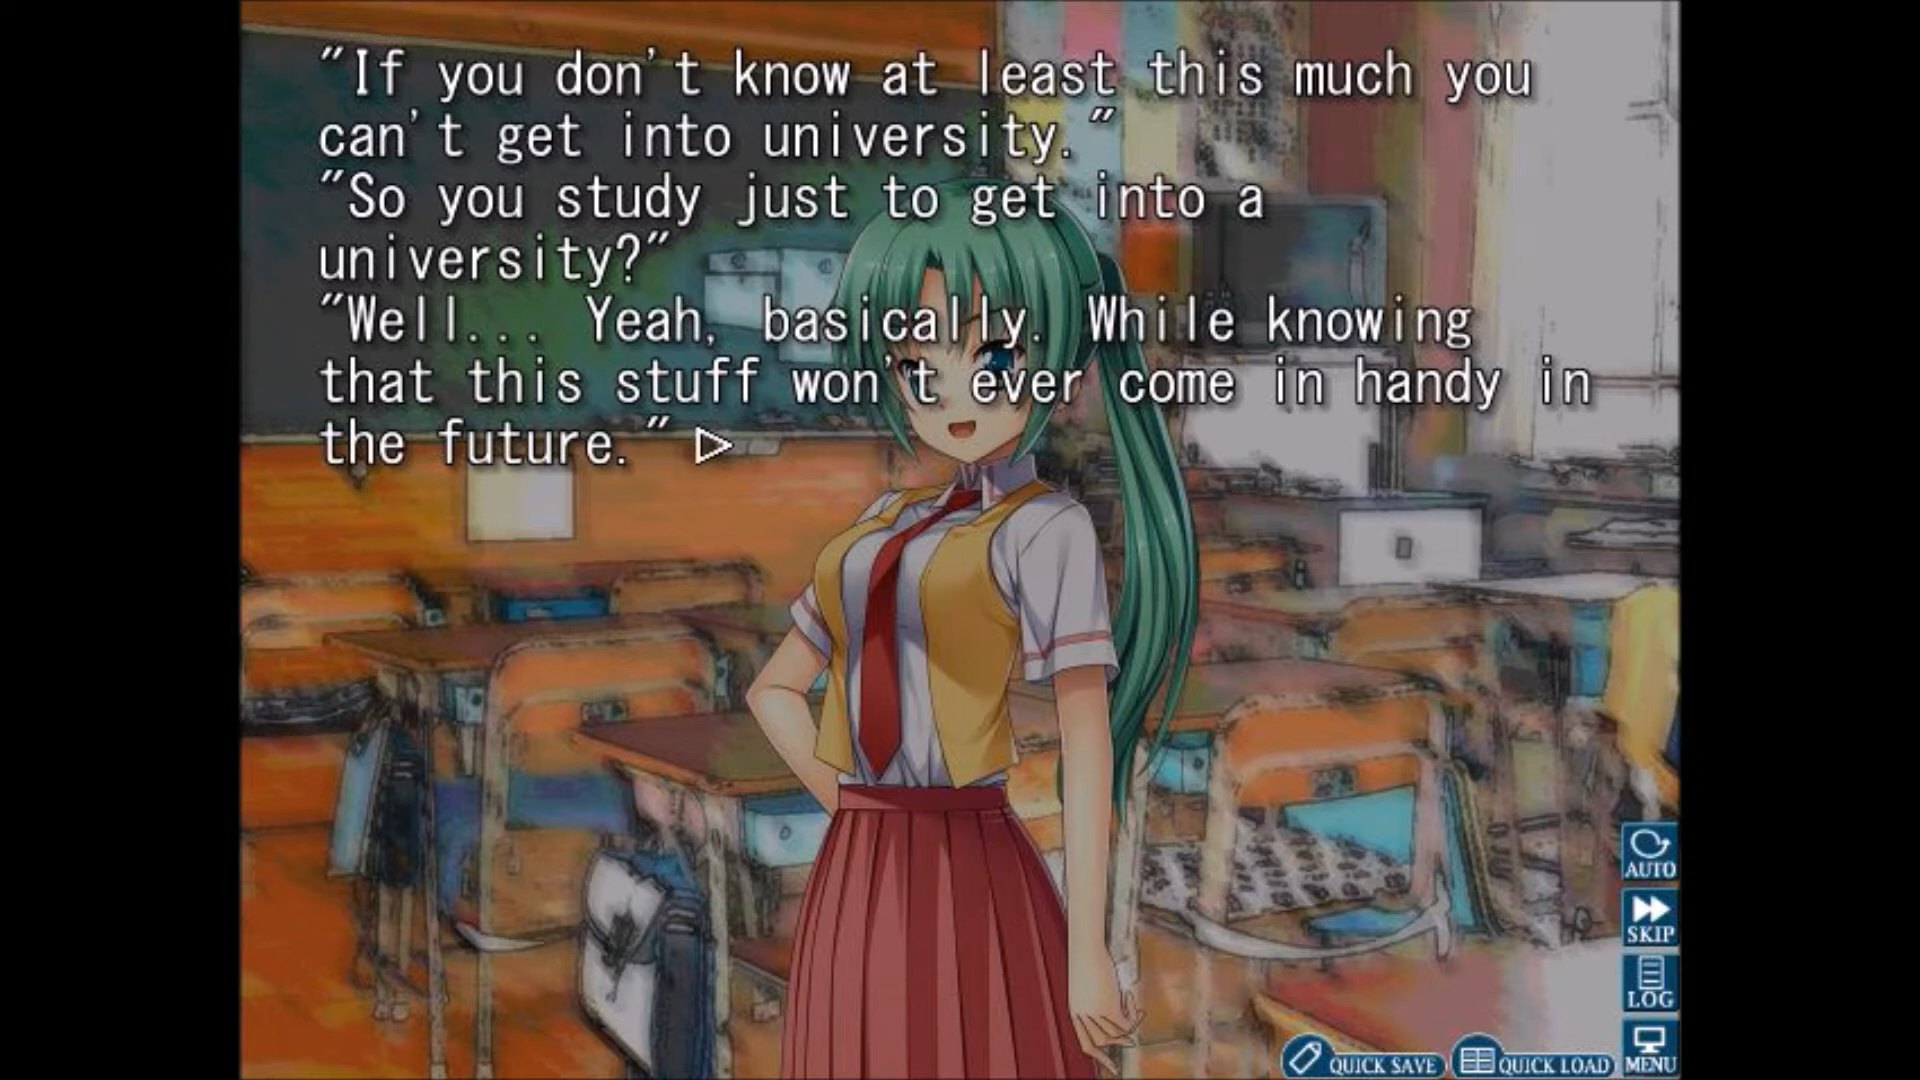 "If you don't know at least this much you
can't get into university."
"So you study just to get into a
university?"
"Well... Yeah, basically. While knowing
that this stuff won't ever come in handy in
the future."
AUTO
SKIP
LOG
MENU
QUICK SAVE
QUICK LOAD